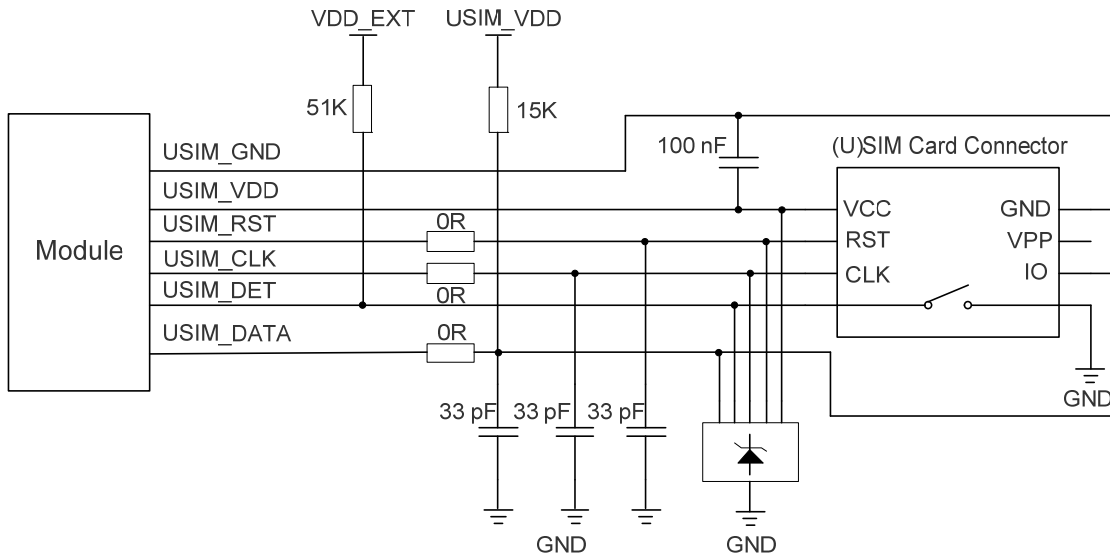 VDD_EXT USIM_VDD
51K 15K
USIM_GND
100 nF
(U)SIM Card Connector
USIM_VDD
VCC GND
USIM_RST
0R
RST VPP
Module
USIM_CLK
CLK IO
USIM_DET
0R
USIM_DATA
0R
GND
33 pF 33 pF 33 pF
GND GND